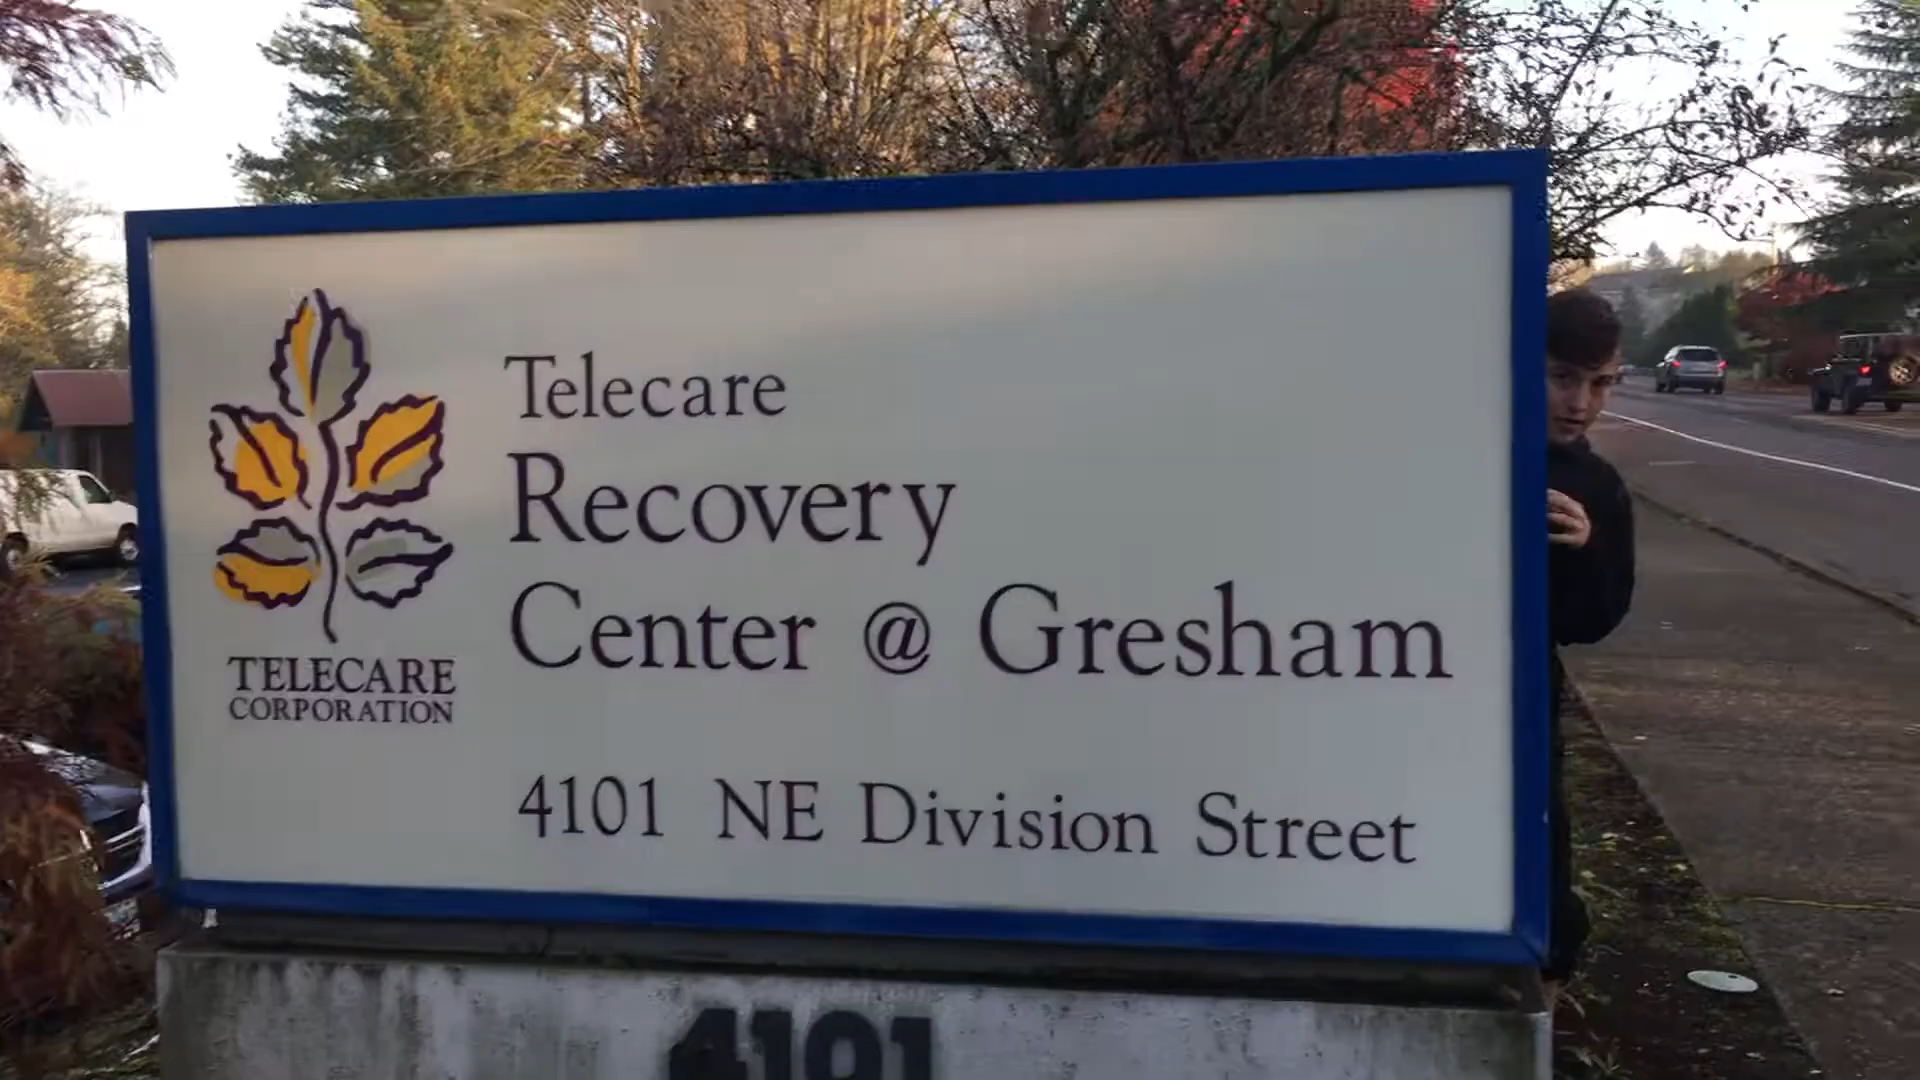 Telecare
Recovery
Center @ Gresham
TELECARE
CORPORATION
4101 NE Division Street
4101